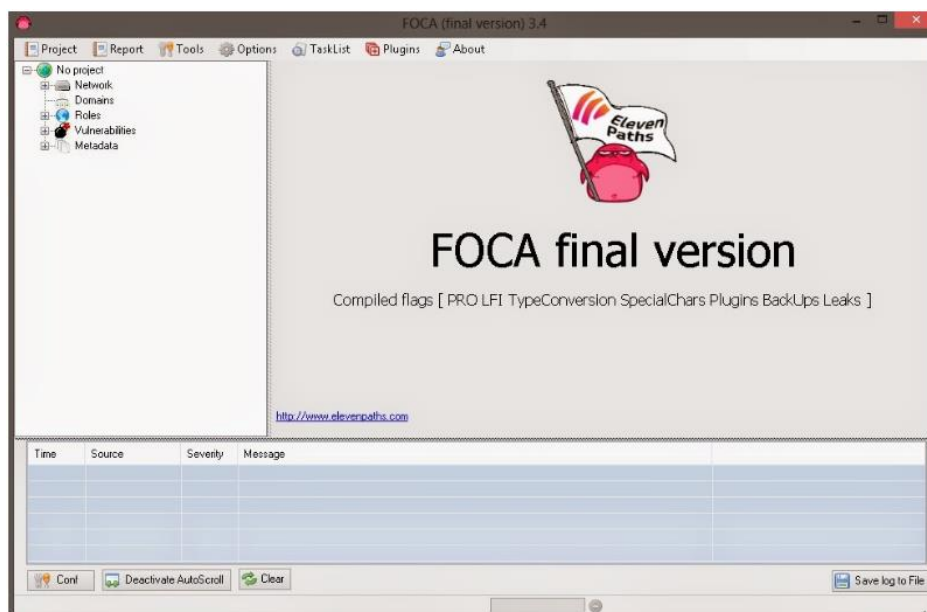 FOCA (final version) 3.4
Project Report Tools Options TaskList Plugins About
No project
Network
Domains
Roles
Vulnerabilities
Metadata
Eleven
Paths
FOCA final version
Compiled flags [ PRO LFI TypeConversion SpecialChars Plugins BackUps Leaks ]
http://www.elevenpaths.com
Time Source Severity Message
Conf Deactivate AutoScroll Clear Save log to File